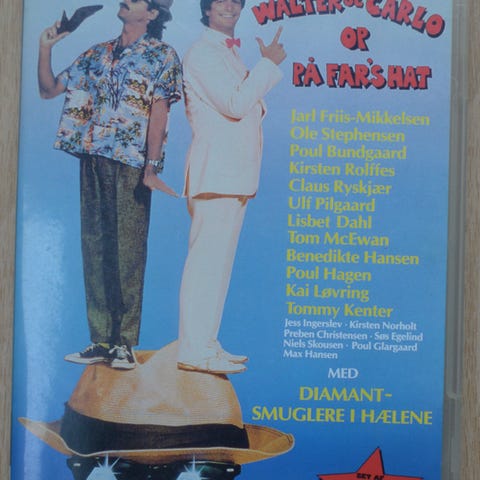 WALTER OG CARLO
OP
PÅ FAR'S HAT
Jarl Friis-Mikkelsen
Ole Stephensen
Poul Bundgaard
Kirsten Rolffes
Claus Ryskjær
Ulf Pilgaard
Lisbet Dahl
Tom McEwan
Benedikte Hansen
Poul Hagen
Kai Løvring
Tommy Kenter
Jess Ingerslev · Kirsten Norholt
Preben Christensen · Søs Egelind
Niels Skousen · Poul Glargaard
Max Hansen
MED
DIAMANT-
SMUGLERE I HÆLENE
SET AF